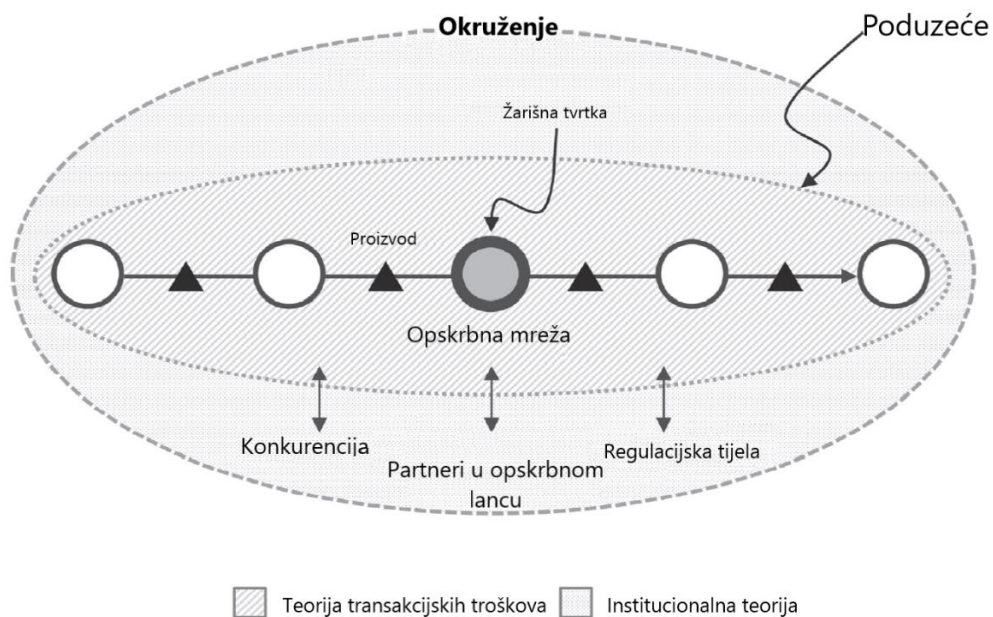 Okruženje
Poduzeće
Žarišna tvrtka
Proizvod
Opskrbna mreža
Konkurencija
Partneri u opskrbnom
lancu
Regulacijska tijela
Teorija transakcijskih troškova
Institucionalna teorija